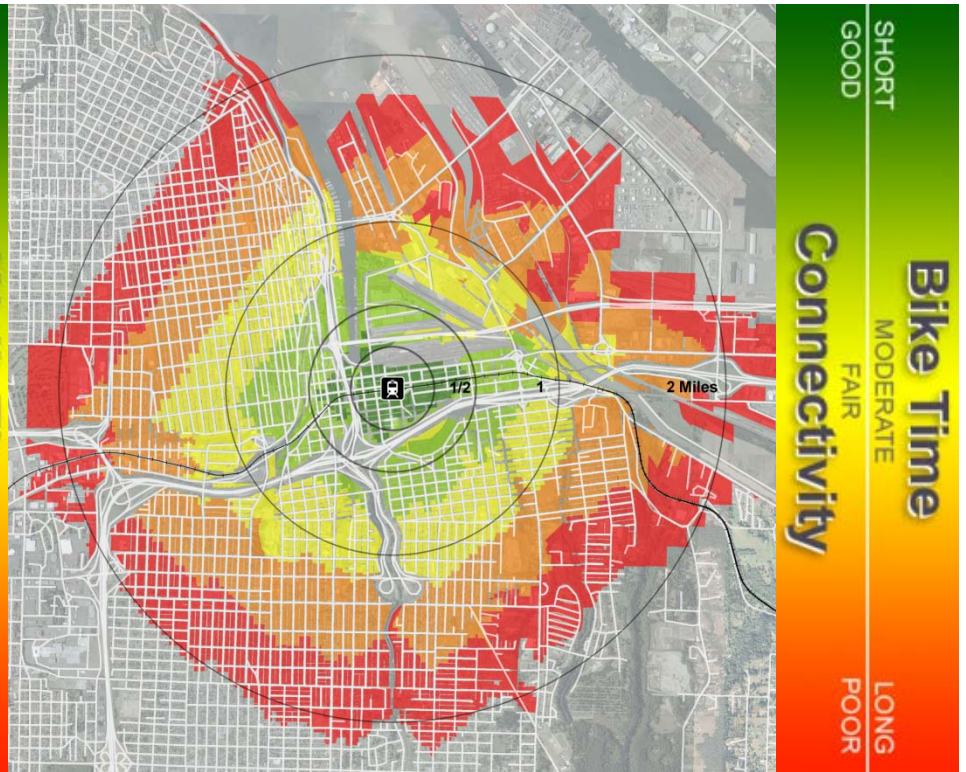 1/2
1
2 Miles
Bike Time
SHORT MODERATE LONG
GOOD FAIR POOR
Connectivity